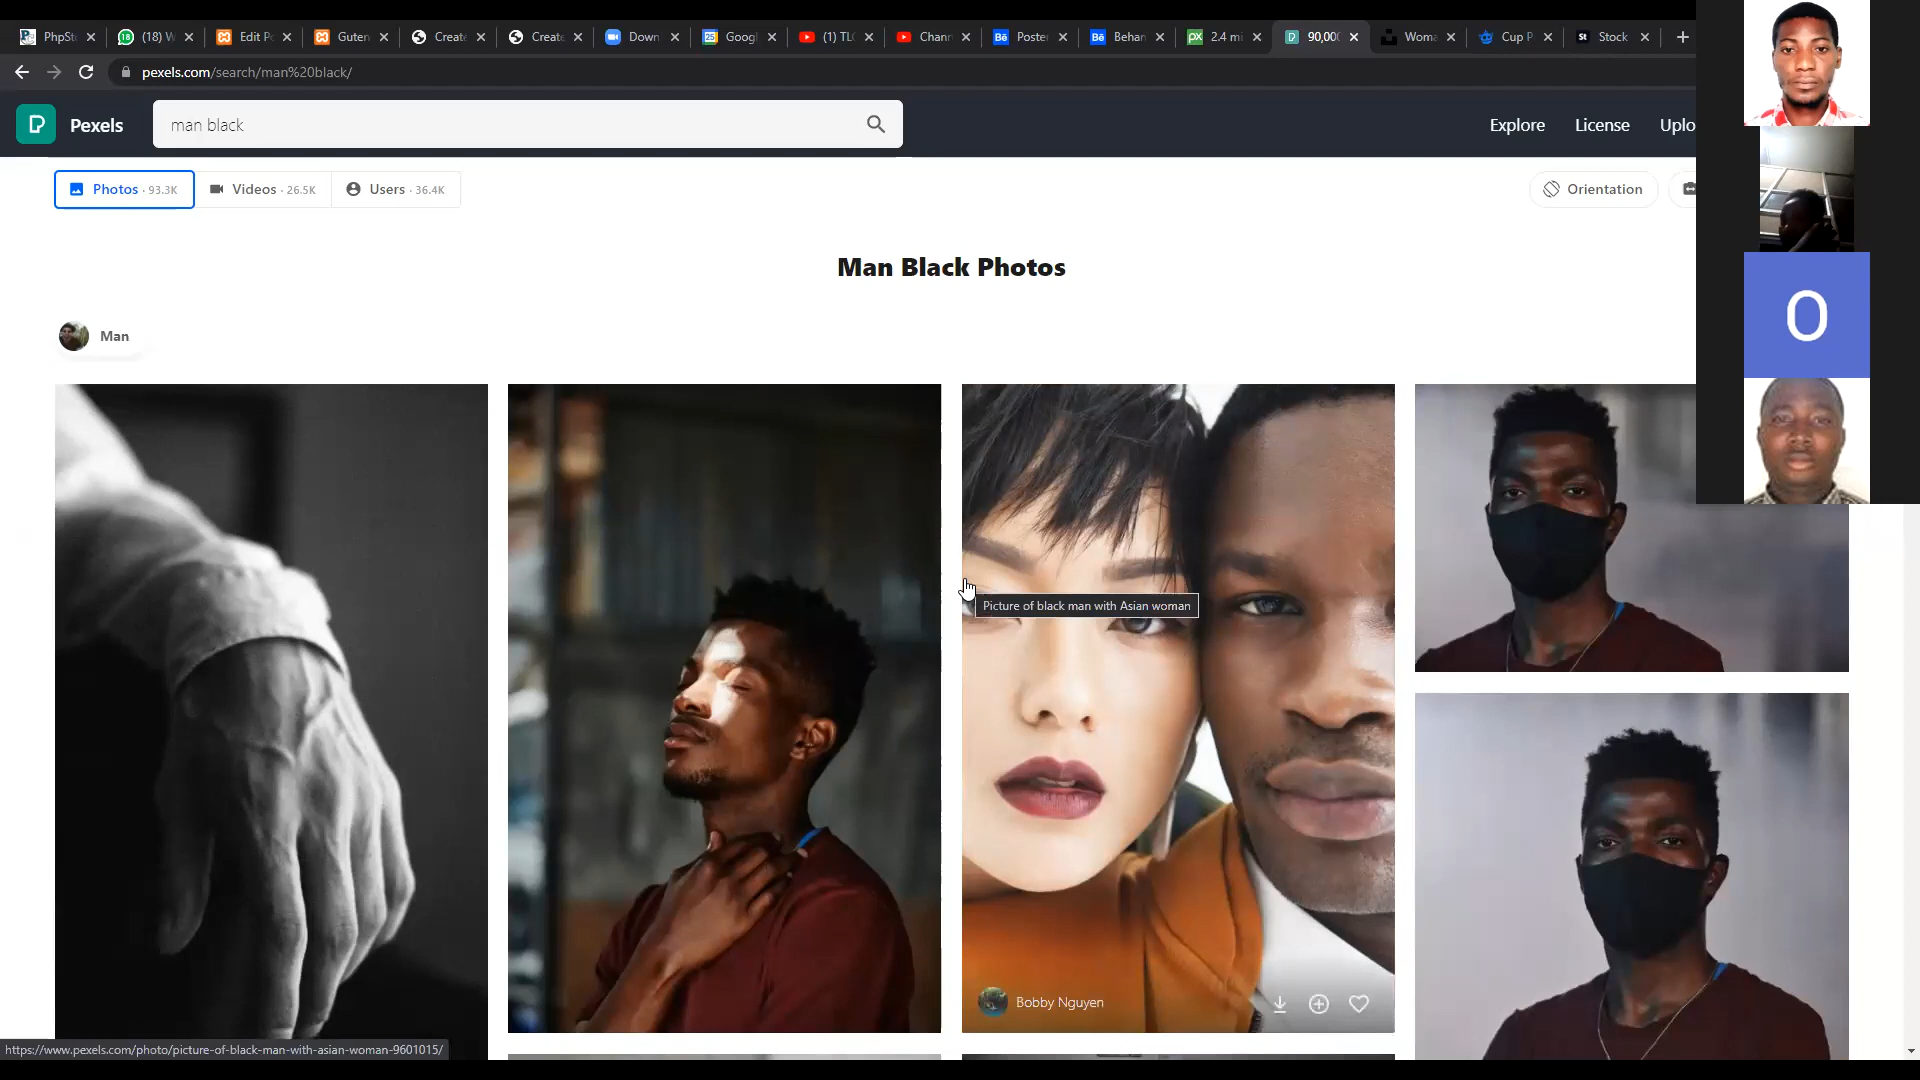 PhpSt
(18) W
Edit Pc
Guten
Create
Create
Down
Googl
(1) TL
Chann
Poste
Behan
2.4 mi
90,00
Woma
Cup P
Stock
pexels.com/search/man%20black/
Pexels
man black
Explore
License
Uplo
Photos · 93.3K
Videos · 26.5K
Users · 36.4K
Orientation
O
Man Black Photos
Man
Picture of black man with Asian woman
Bobby Nguyen
https://www.pexels.com/photo/picture-of-black-man-with-asian-woman-9601015/